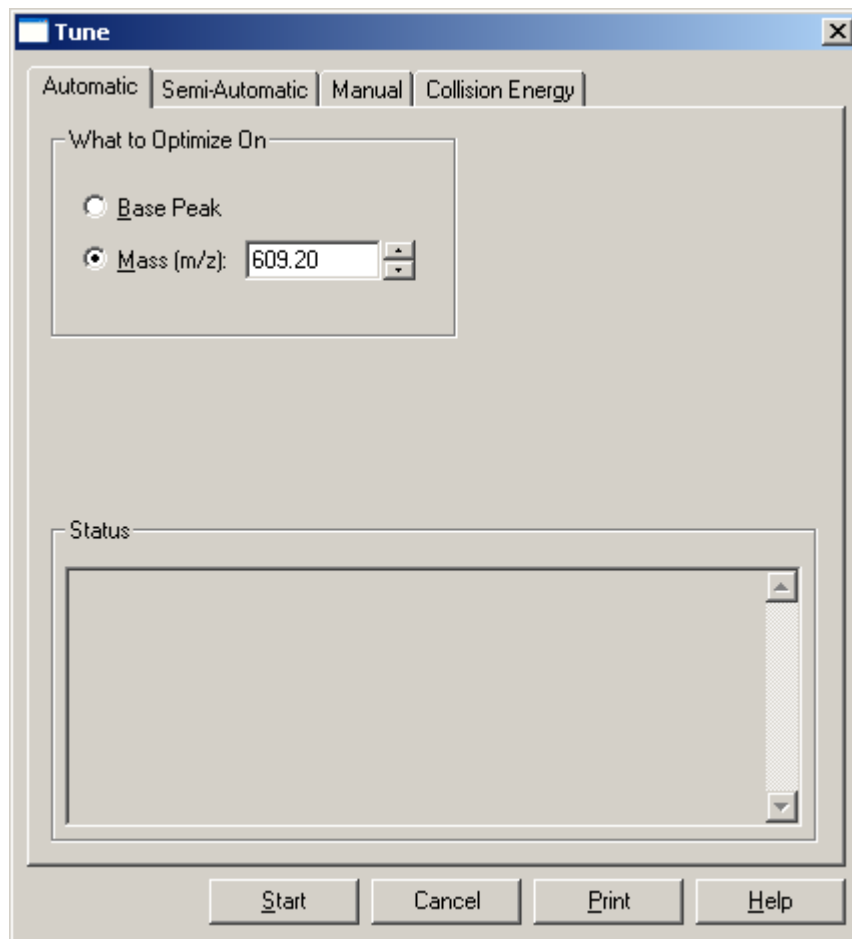 Tune
Automatic Semi-Automatic Manual Collision Energy
What to Optimize On
Base Peak
Mass (m/z): 609.20
Status
Start Cancel Print Help